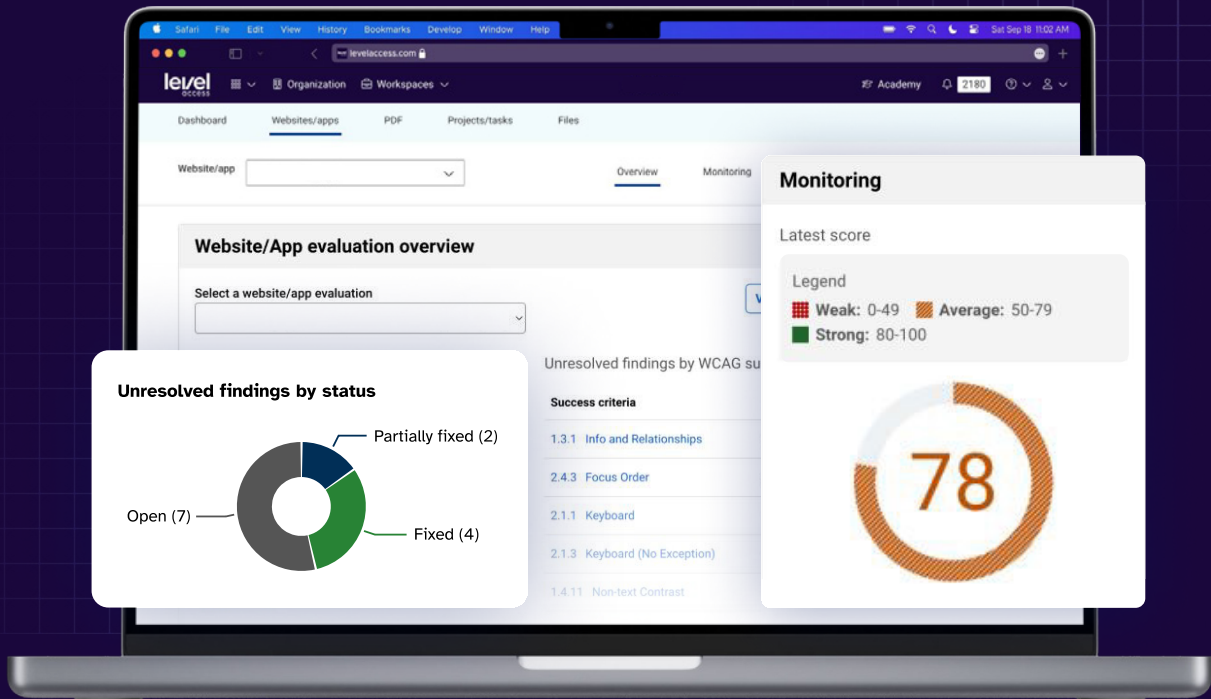 Safari File Edit View History Bookmarks Develop Window Help Sat Sep 18 11:02 AM
levelaccess.com
level access Organization Workspaces Academy 2180
Dashboard Websites/apps PDF Projects/tasks Files
Website/app Overview Monitoring
Website/App evaluation overview
Select a website/app evaluation
Unresolved findings by WCAG su
Success criteria
1.3.1 Info and Relationships
2.4.3 Focus Order
2.1.1 Keyboard
2.1.3 Keyboard (No Exception)
1.4.11 Non-text Contrast
Unresolved findings by status
Partially fixed (2)
Open (7)
Fixed (4)
Monitoring
Latest score
Legend
Weak: 0-49 Average: 50-79
Strong: 80-100
78